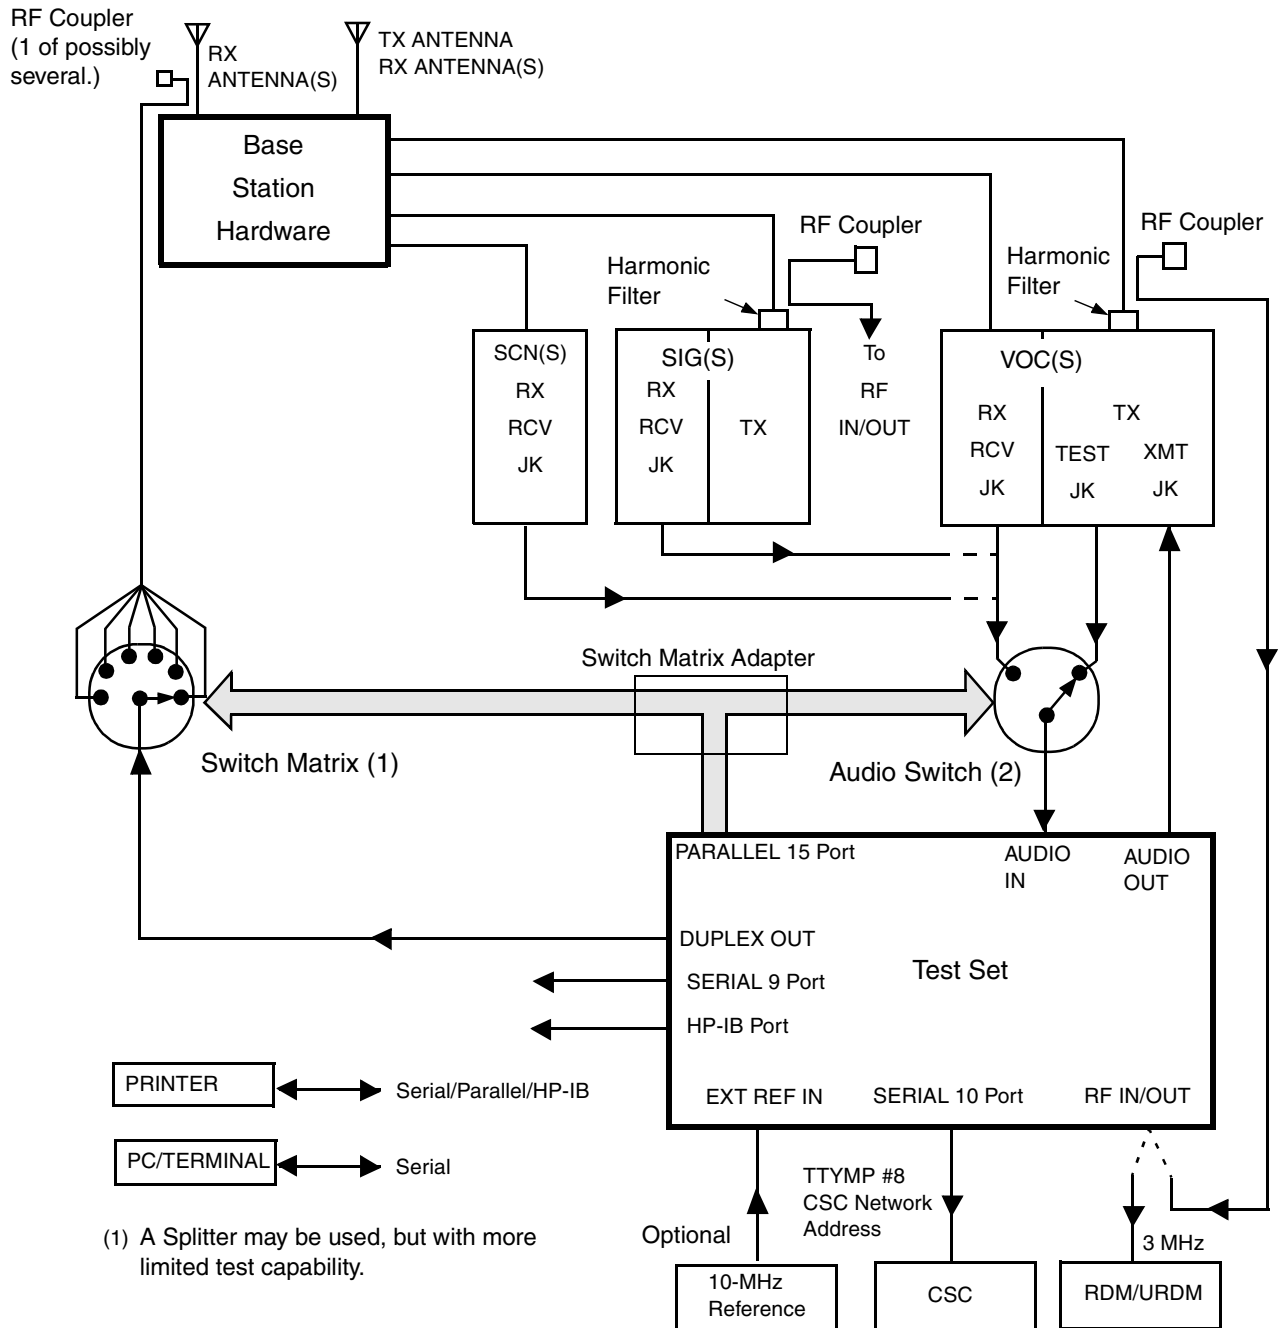 RF Coupler
(1 of possibly
several.)
RX
ANTENNA(S)
TX ANTENNA
RX ANTENNA(S)
Base
Station
Hardware
RF Coupler
RF Coupler
Harmonic
Filter
Harmonic
Filter
SCN(S)
RX
RCV
JK
SIG(S)
RX
RCV
JK
TX
To
RF
IN/OUT
VOC(S)
RX
RCV
JK
TX
TEST
JK
XMT
JK
Switch Matrix Adapter
Switch Matrix (1)
Audio Switch (2)
PARALLEL 15 Port
AUDIO
IN
AUDIO
OUT
DUPLEX OUT
SERIAL 9 Port
HP-IB Port
Test Set
EXT REF IN
SERIAL 10 Port
RF IN/OUT
PRINTER
Serial/Parallel/HP-IB
PC/TERMINAL
Serial
(1) A Splitter may be used, but with more
limited test capability.
Optional
TTYMP #8
CSC Network
Address
3 MHz
10-MHz
Reference
CSC
RDM/URDM